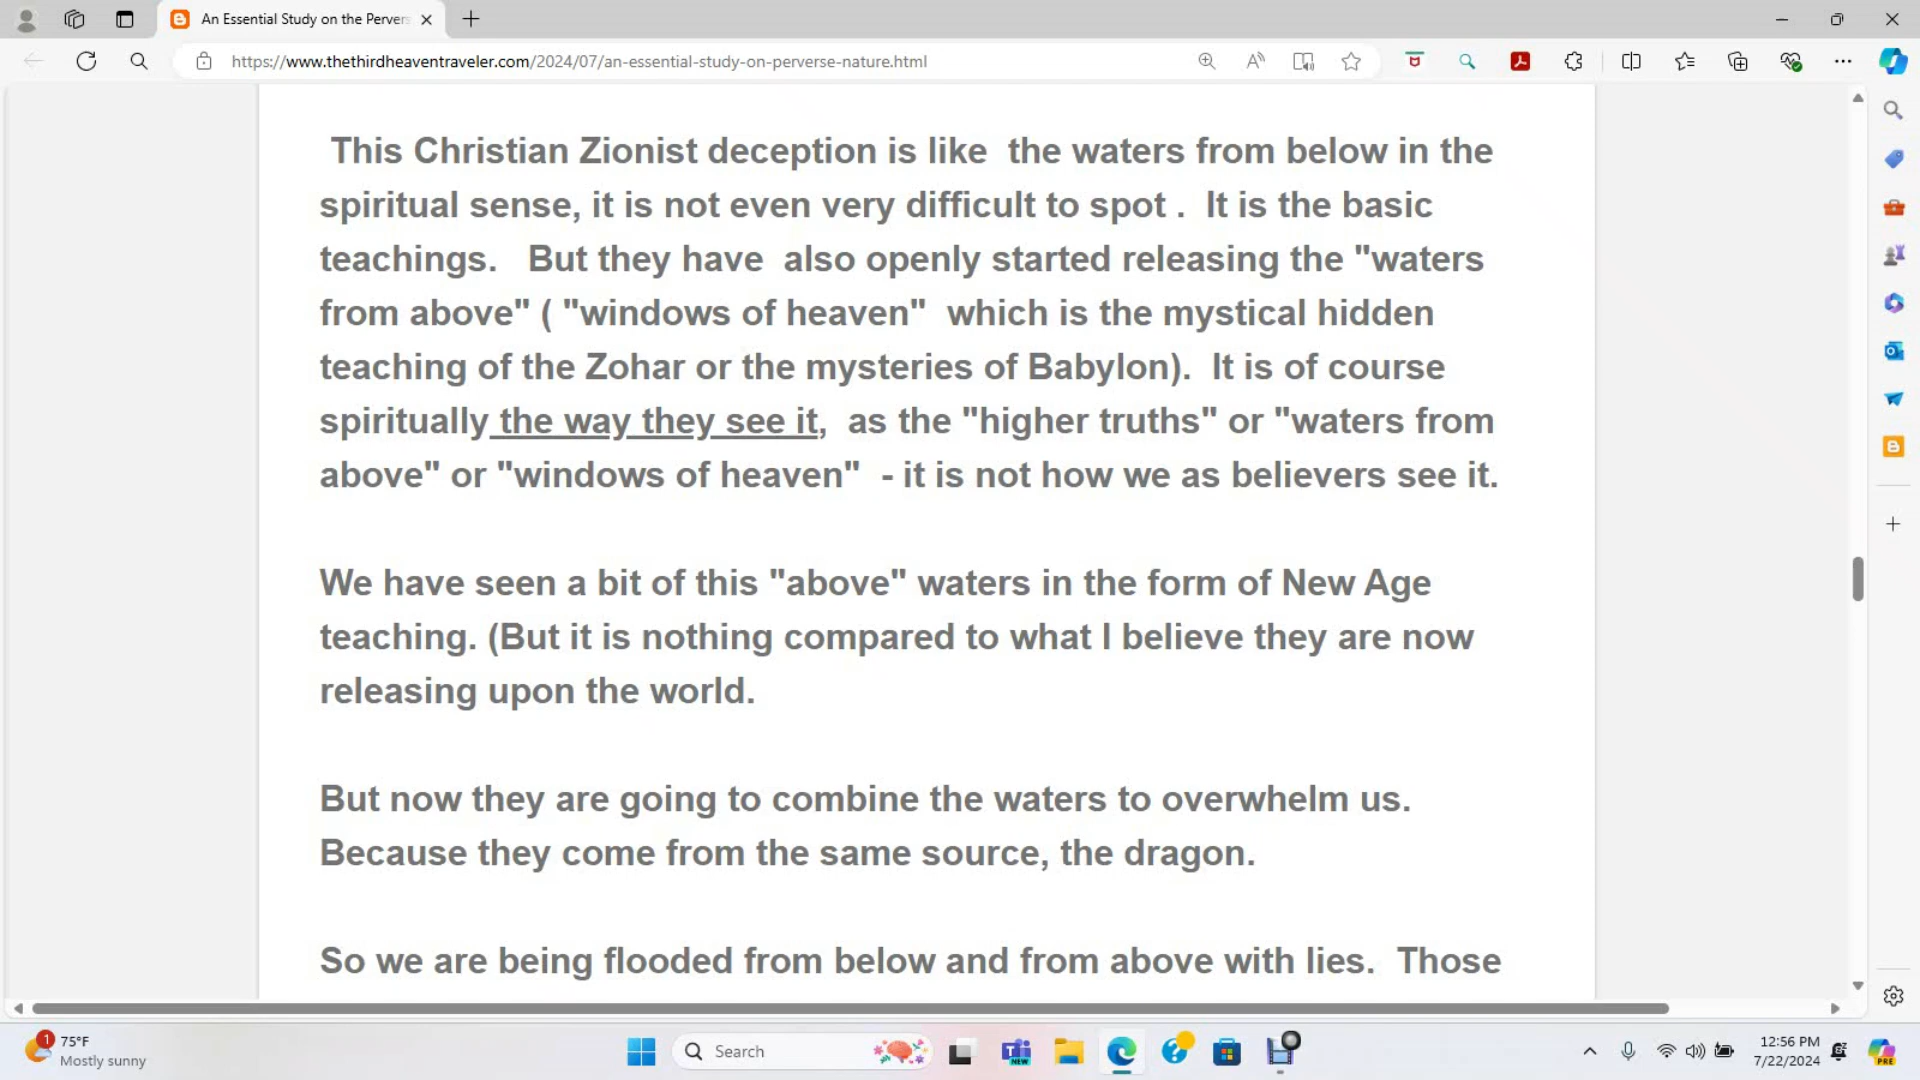 An Essential Study on the Pervers
https://www.thethirdheaventraveler.com/2024/07/an-essential-study-on-perverse-nature.html
This Christian Zionist deception is like  the waters from below in the
spiritual sense, it is not even very difficult to spot .  It is the basic
teachings.   But they have  also openly started releasing the "waters
from above" ( "windows of heaven"  which is the mystical hidden
teaching of the Zohar or the mysteries of Babylon).  It is of course
spiritually the way they see it,  as the "higher truths" or "waters from
above" or "windows of heaven"  - it is not how we as believers see it.
We have seen a bit of this "above" waters in the form of New Age
teaching. (But it is nothing compared to what I believe they are now
releasing upon the world.
But now they are going to combine the waters to overwhelm us.
Because they come from the same source, the dragon.
So we are being flooded from below and from above with lies.  Those
1
75°F
Mostly sunny
Search
NEW
12:56 PM
7/22/2024
PRE